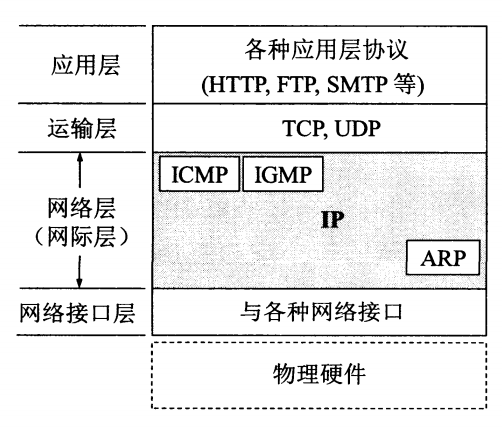 应用层
各种应用层协议
(HTTP, FTP, SMTP 等)
运输层
TCP, UDP
ICMP
IGMP
网络层
(网际层)
IP
ARP
网络接口层
与各种网络接口
物理硬件